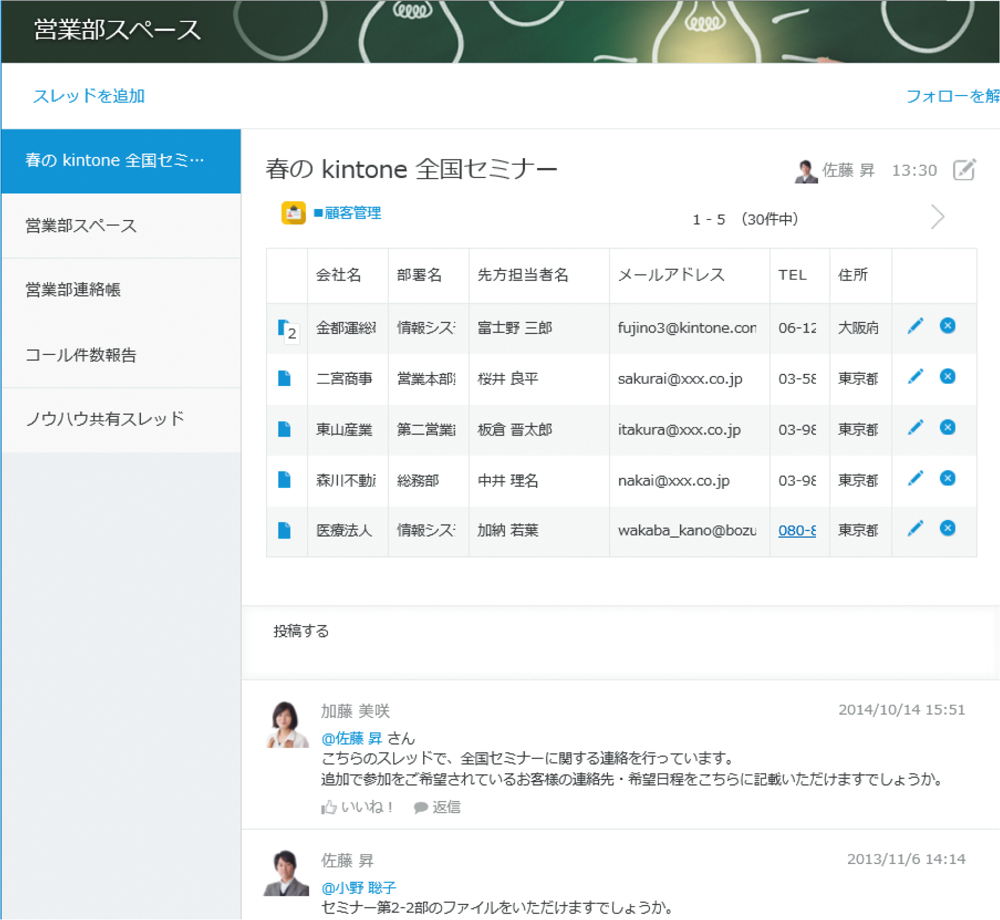 営業部スペース
スレッドを追加
フォローを解
春の kintone 全国セミ…
営業部スペース
営業部連絡帳
コール件数報告
ノウハウ共有スレッド
春の kintone 全国セミナー
佐藤 昇 13:30
■顧客管理
1 - 5 （30件中）
会社名 部署名 先方担当者名 メールアドレス TEL 住所
2 金都運総 情報シス 富士野 三郎 fujino3@kintone.com 06-12 大阪府
二宮商事 営業本部 桜井 良平 sakurai@xxx.co.jp 03-58 東京都
東山産業 第二営業 板倉 晋太郎 itakura@xxx.co.jp 03-98 東京都
森川不動 総務部 中井 理名 nakai@xxx.co.jp 03-98 東京都
医療法人 情報シス 加納 若葉 wakaba_kano@bozu 080-8 東京都
投稿する
加藤 美咲
2014/10/14 15:51
@佐藤 昇 さん
こちらのスレッドで、全国セミナーに関する連絡を行っています。
追加で参加をご希望されているお客様の連絡先・希望日程をこちらに記載いただけますでしょうか。
いいね！ 返信
佐藤 昇
2013/11/6 14:14
@小野 聡子
セミナー第2-2部のファイルをいただけますでしょうか。